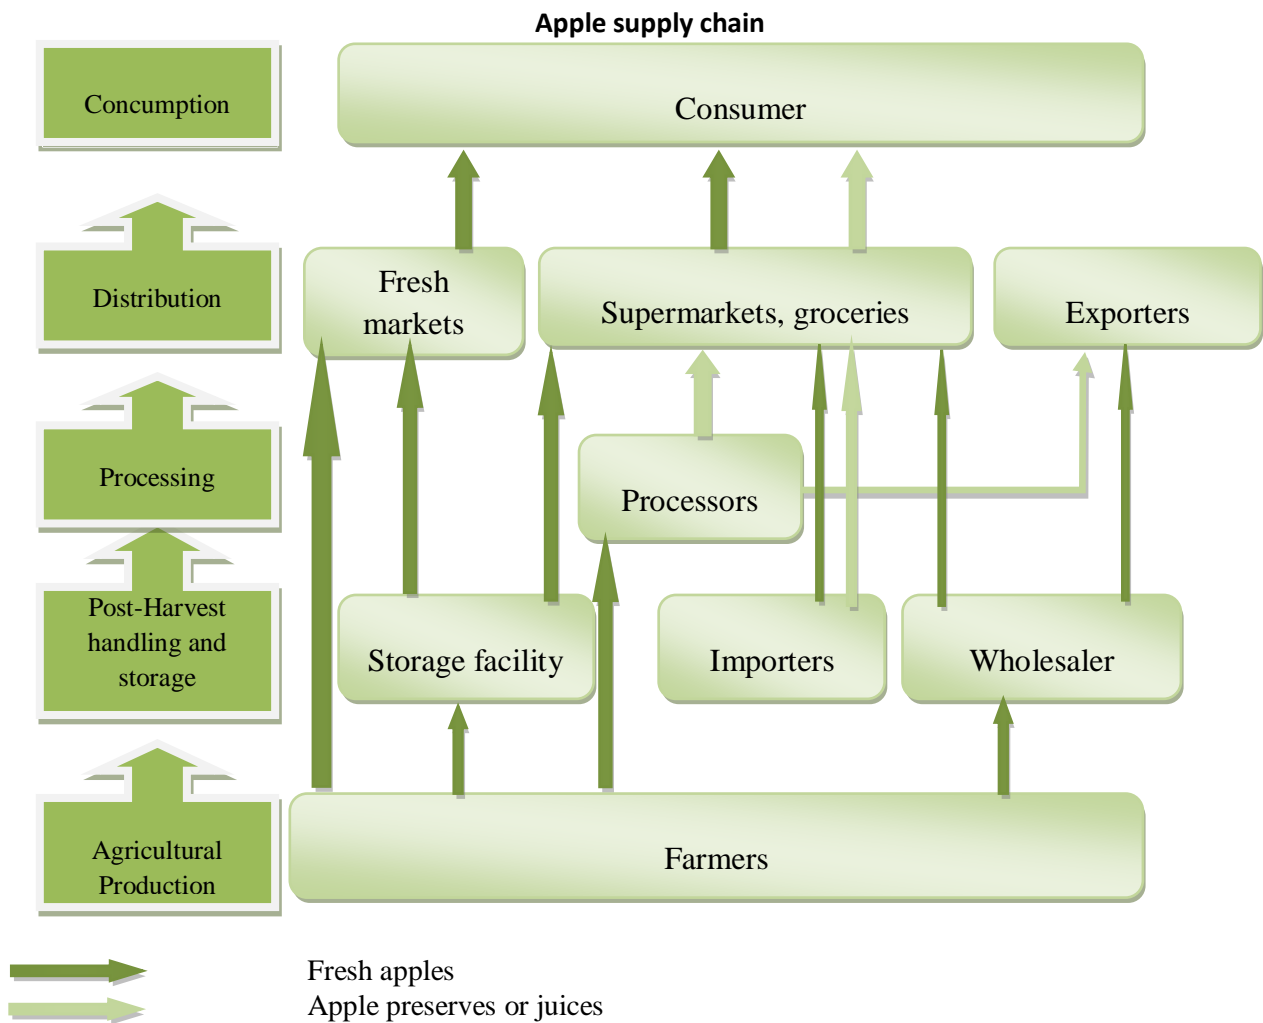 Apple supply chain
Concumption
Consumer
Distribution
Fresh
markets
Supermarkets, groceries
Exporters
Processing
Processors
Post-Harvest
handling and
storage
Storage facility
Importers
Wholesaler
Agricultural
Production
Farmers
Fresh apples
Apple preserves or juices